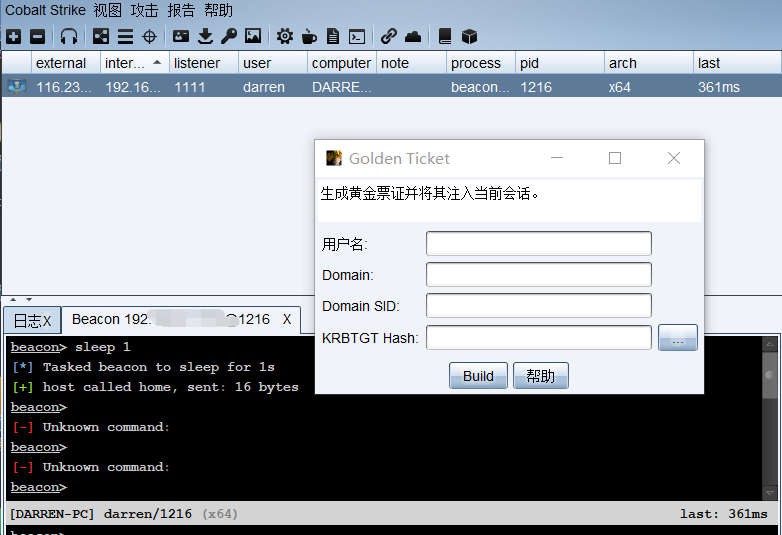 Cobalt Strike 视图 攻击 报告 帮助
external inter... listener user computer note process pid arch last
116.23... 192.16... 1111 darren DARRE... beacon... 1216 x64 361ms
Golden Ticket
生成黄金票证并将其注入当前会话。
用户名:
Domain:
Domain SID:
KRBTGT Hash: ...
Build 帮助
日志X Beacon 192. @1216 X
beacon> sleep 1
[*] Tasked beacon to sleep for 1s
[+] host called home, sent: 16 bytes
beacon>
[-] Unknown command:
beacon>
[-] Unknown command:
beacon>
[DARREN-PC] darren/1216 (x64) last: 361ms
beacon>